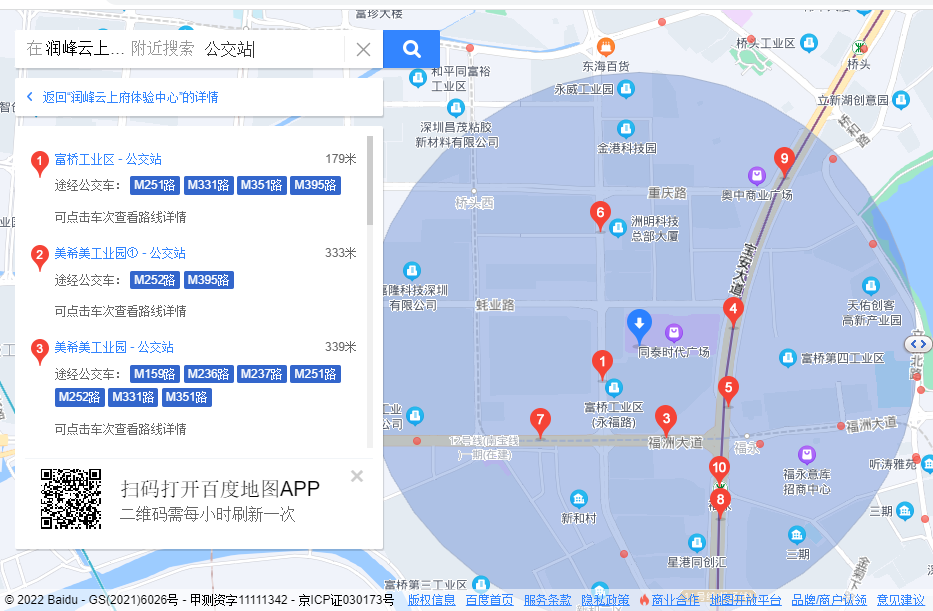 富珍大楼
在 润峰云上... 附近搜索 公交站
返回"润峰云上府体验中心"的详情
1
富桥工业区 - 公交站
179米
途经公交车： M251路 M331路 M351路 M395路
可点击车次查看路线详情
2
美希美工业园① - 公交站
333米
途经公交车： M252路 M395路
可点击车次查看路线详情
3
美希美工业园 - 公交站
339米
途经公交车： M159路 M236路 M237路 M251路
M252路 M331路 M351路
可点击车次查看路线详情
扫码打开百度地图APP
二维码需每小时刷新一次
和平同富裕
工业区
东海百货
桥头工业区
桥头
永威工业园
立新湖创意园
桥和路
深圳昌茂粘胶
新材料有限公司
金港科技园
9
奥中商业广场
重庆路
桥头西
6
洲明科技
总部大厦
宝安大道
嘉隆科技深圳
有限公司
蚝业路
4
天佑创客
高新产业园
同泰时代广场
富桥第四工业区
1
5
富桥工业区
(永福路)
7
3
福洲大道
福洲大道
12号线(南宝线
)一期(在建)
福永
10
8
福永意库
招商中心
听涛雅苑
新和村
三期
三期
星港同创汇
富桥第三工业区
© 2022 Baidu - GS(2021)6026号 - 甲测资字11111342 - 京ICP证030173号
版权信息 百度首页 服务条款 隐私政策 商业合作 地图开放平台 品牌/商户认领 意见建议